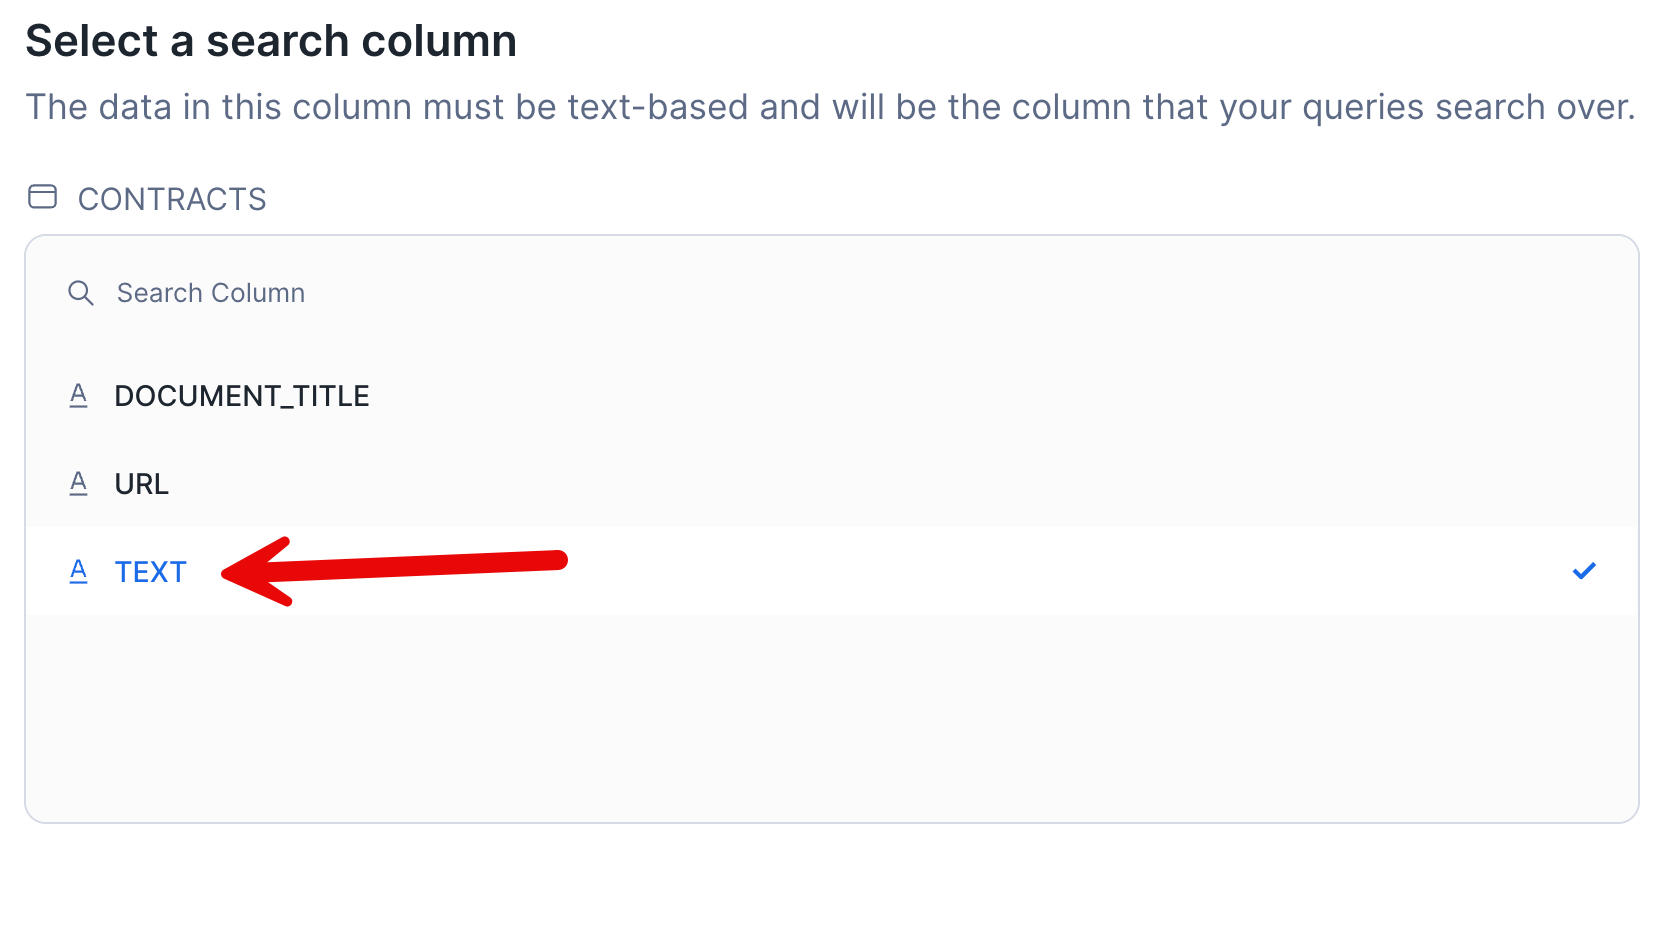 Select a search column
The data in this column must be text-based and will be the column that your queries search over.
CONTRACTS
Search Column
A DOCUMENT_TITLE
A URL
A TEXT